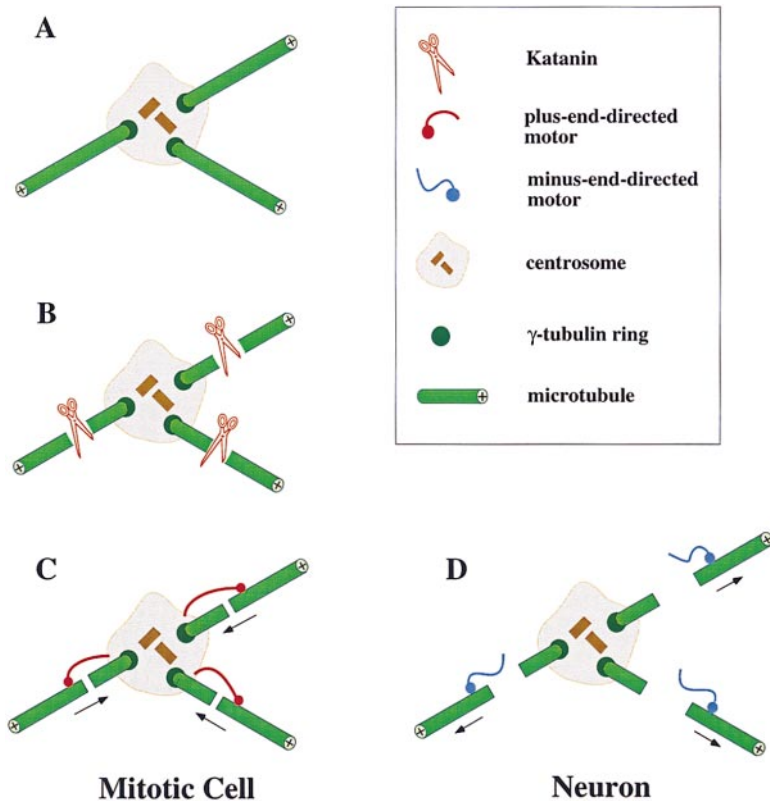 A
B
C
D
Katanin
plus-end-directed
motor
minus-end-directed
motor
centrosome
γ-tubulin ring
microtubule
Mitotic Cell
Neuron